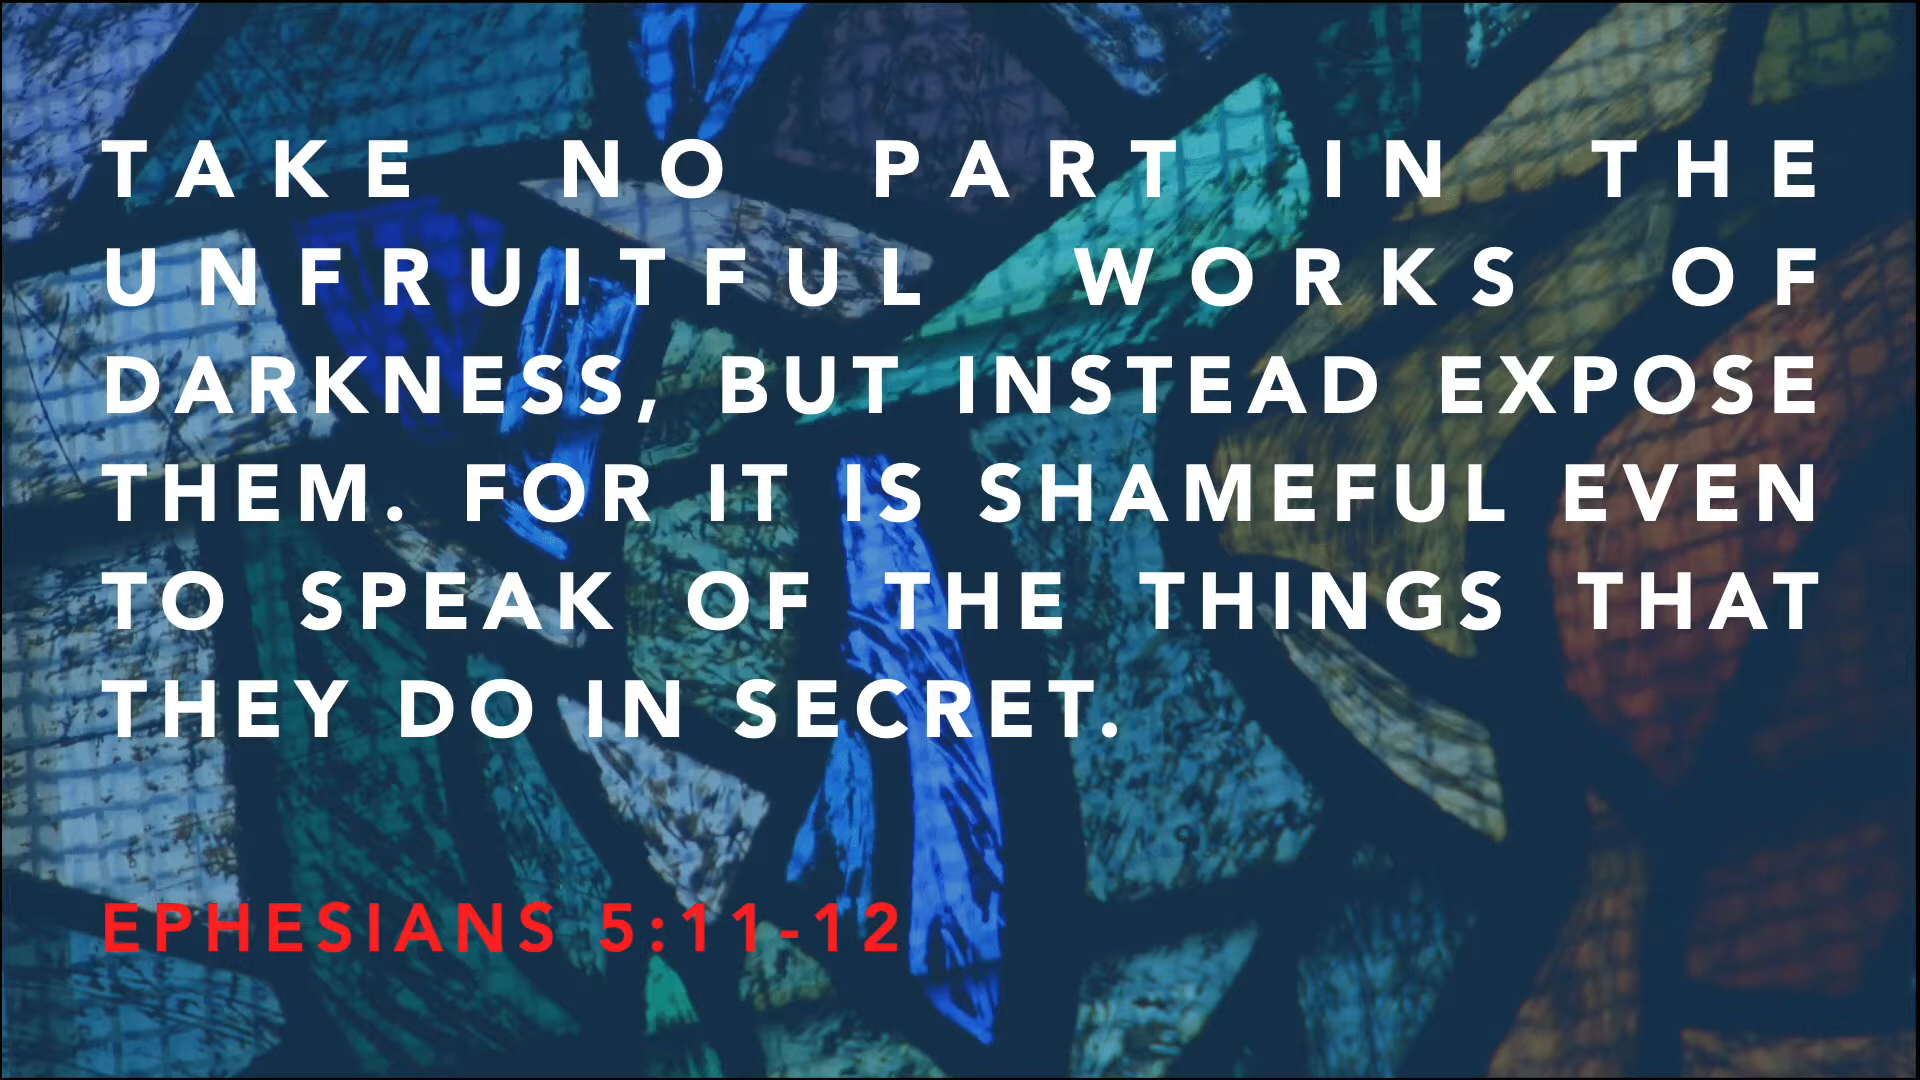 TAKE NO PART IN THE
UNFRUITFUL WORKS OF
DARKNESS, BUT INSTEAD EXPOSE
THEM. FOR IT IS SHAMEFUL EVEN
TO SPEAK OF THE THINGS THAT
THEY DO IN SECRET.
EPHESIANS 5:11-12